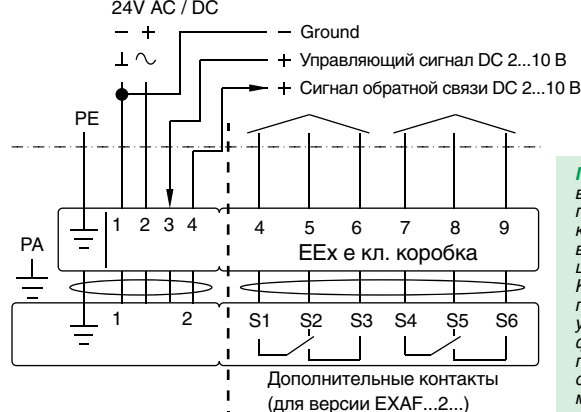 24V AC / DC
− +
⊥ ∿
− Ground
+ Управляющий сигнал DC 2...10 В
+ Сигнал обратной связи DC 2...10 В
PE
1 2 3 4
4 5 6 7 8 9
EEx e кл. коробка
PA
1 2
S1 S2 S3 S4 S5 S6
Дополнительные контакты
(для версии EXAF...2...)